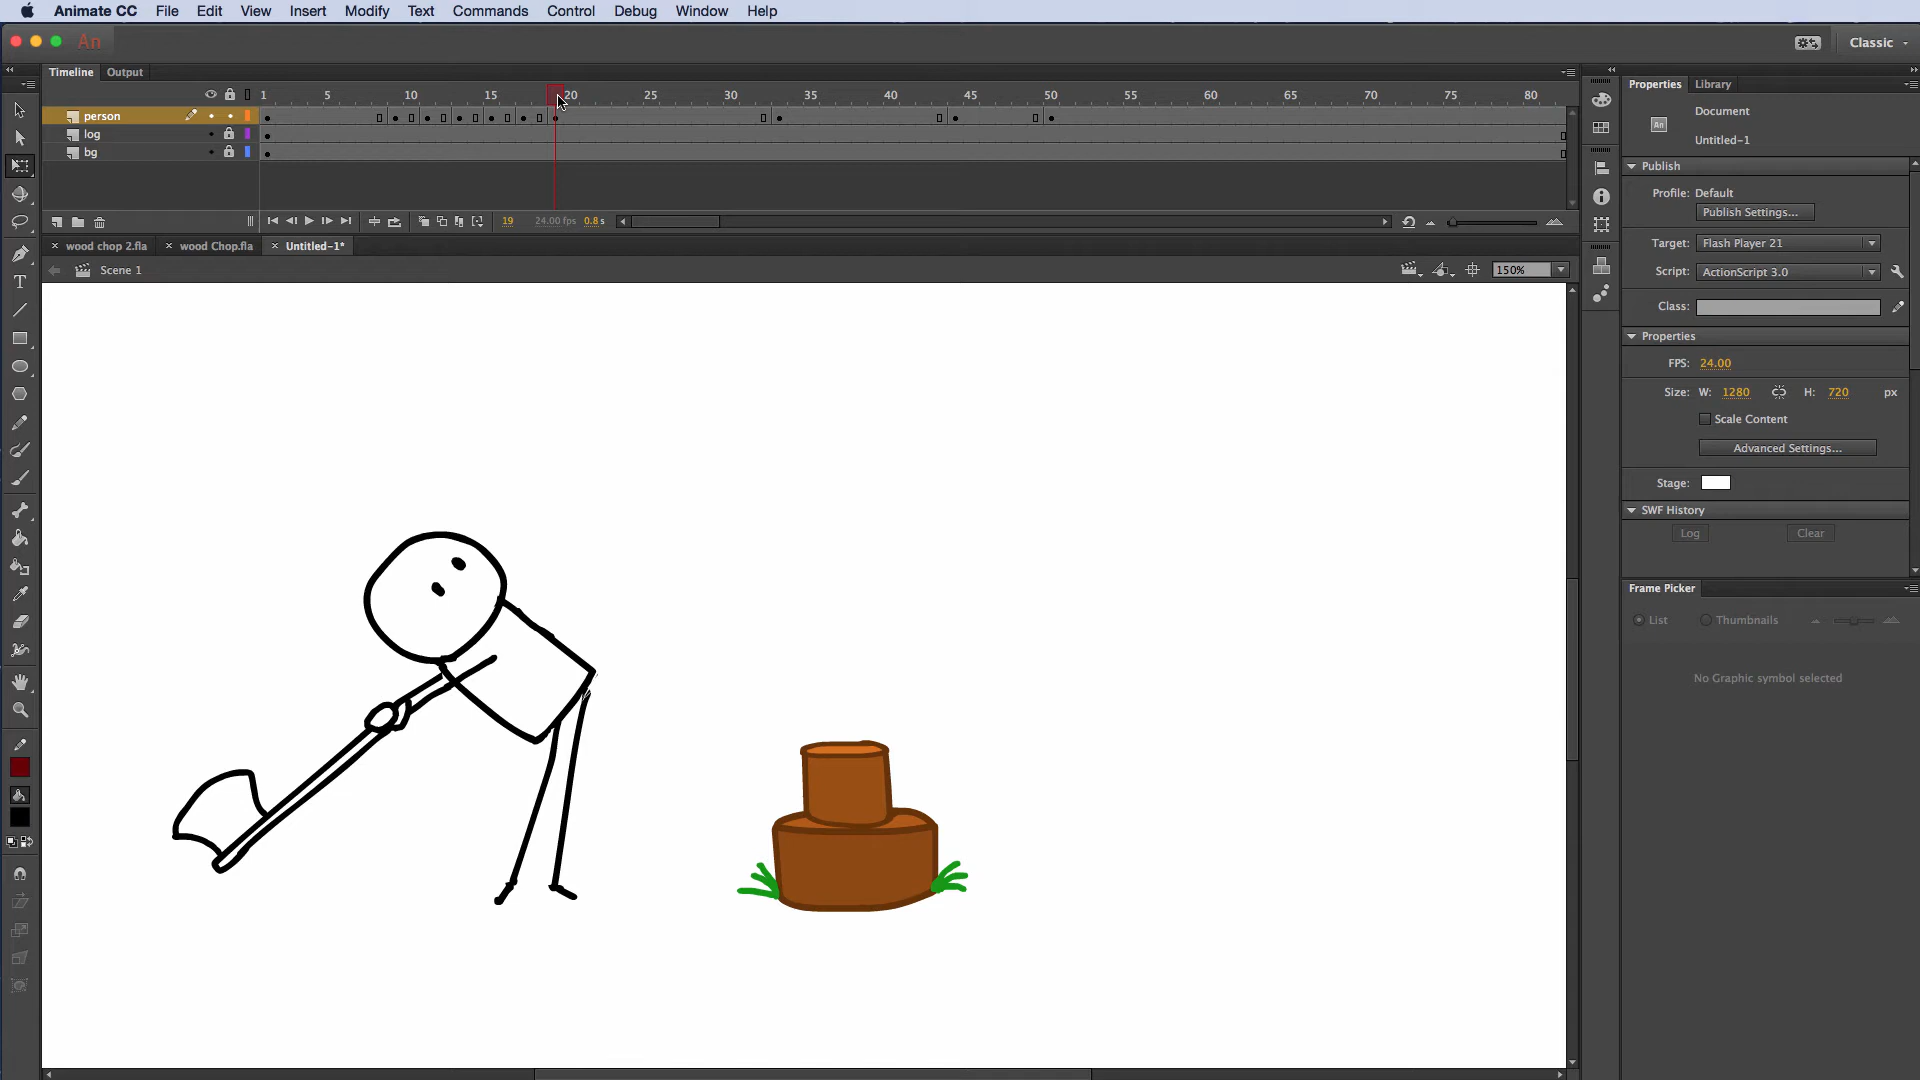 Animate CC File Edit View Insert Modify Text Commands Control Debug Window Help
An Classic
Timeline Output
Properties Library
1 5 10 15 20 25 30 35 40 45 50 55 60 65 70 75 80
person
log
bg
19 24.00 fps 0.8 s
wood chop 2.fla wood Chop.fla Untitled-1*
Scene 1 150%
An Document
Untitled-1
Publish
Profile: Default
Publish Settings...
Target: Flash Player 21
Script: ActionScript 3.0
Class:
Properties
FPS: 24.00
Size: W: 1280 H: 720 px
Scale Content
Advanced Settings...
Stage:
SWF History
Log Clear
Frame Picker
List Thumbnails
No Graphic symbol selected